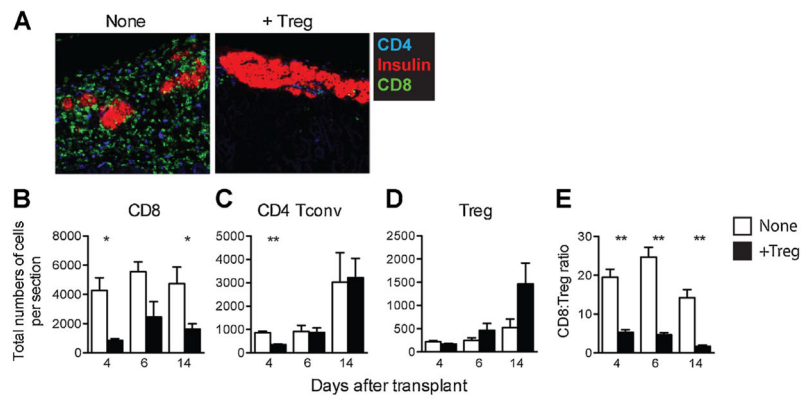 A
None
+ Treg
CD4
Insulin
CD8
B
CD8
C
CD4 Tconv
D
Treg
E
None
+Treg
Total numbers of cells
per section
8000
6000
4000
2000
0
*
*
4
6
14
5000
4000
3000
2000
1000
0
**
4
6
14
2500
2000
1500
1000
500
0
4
6
14
CD8:Treg ratio
30
20
10
0
**
**
**
4
6
14
Days after transplant